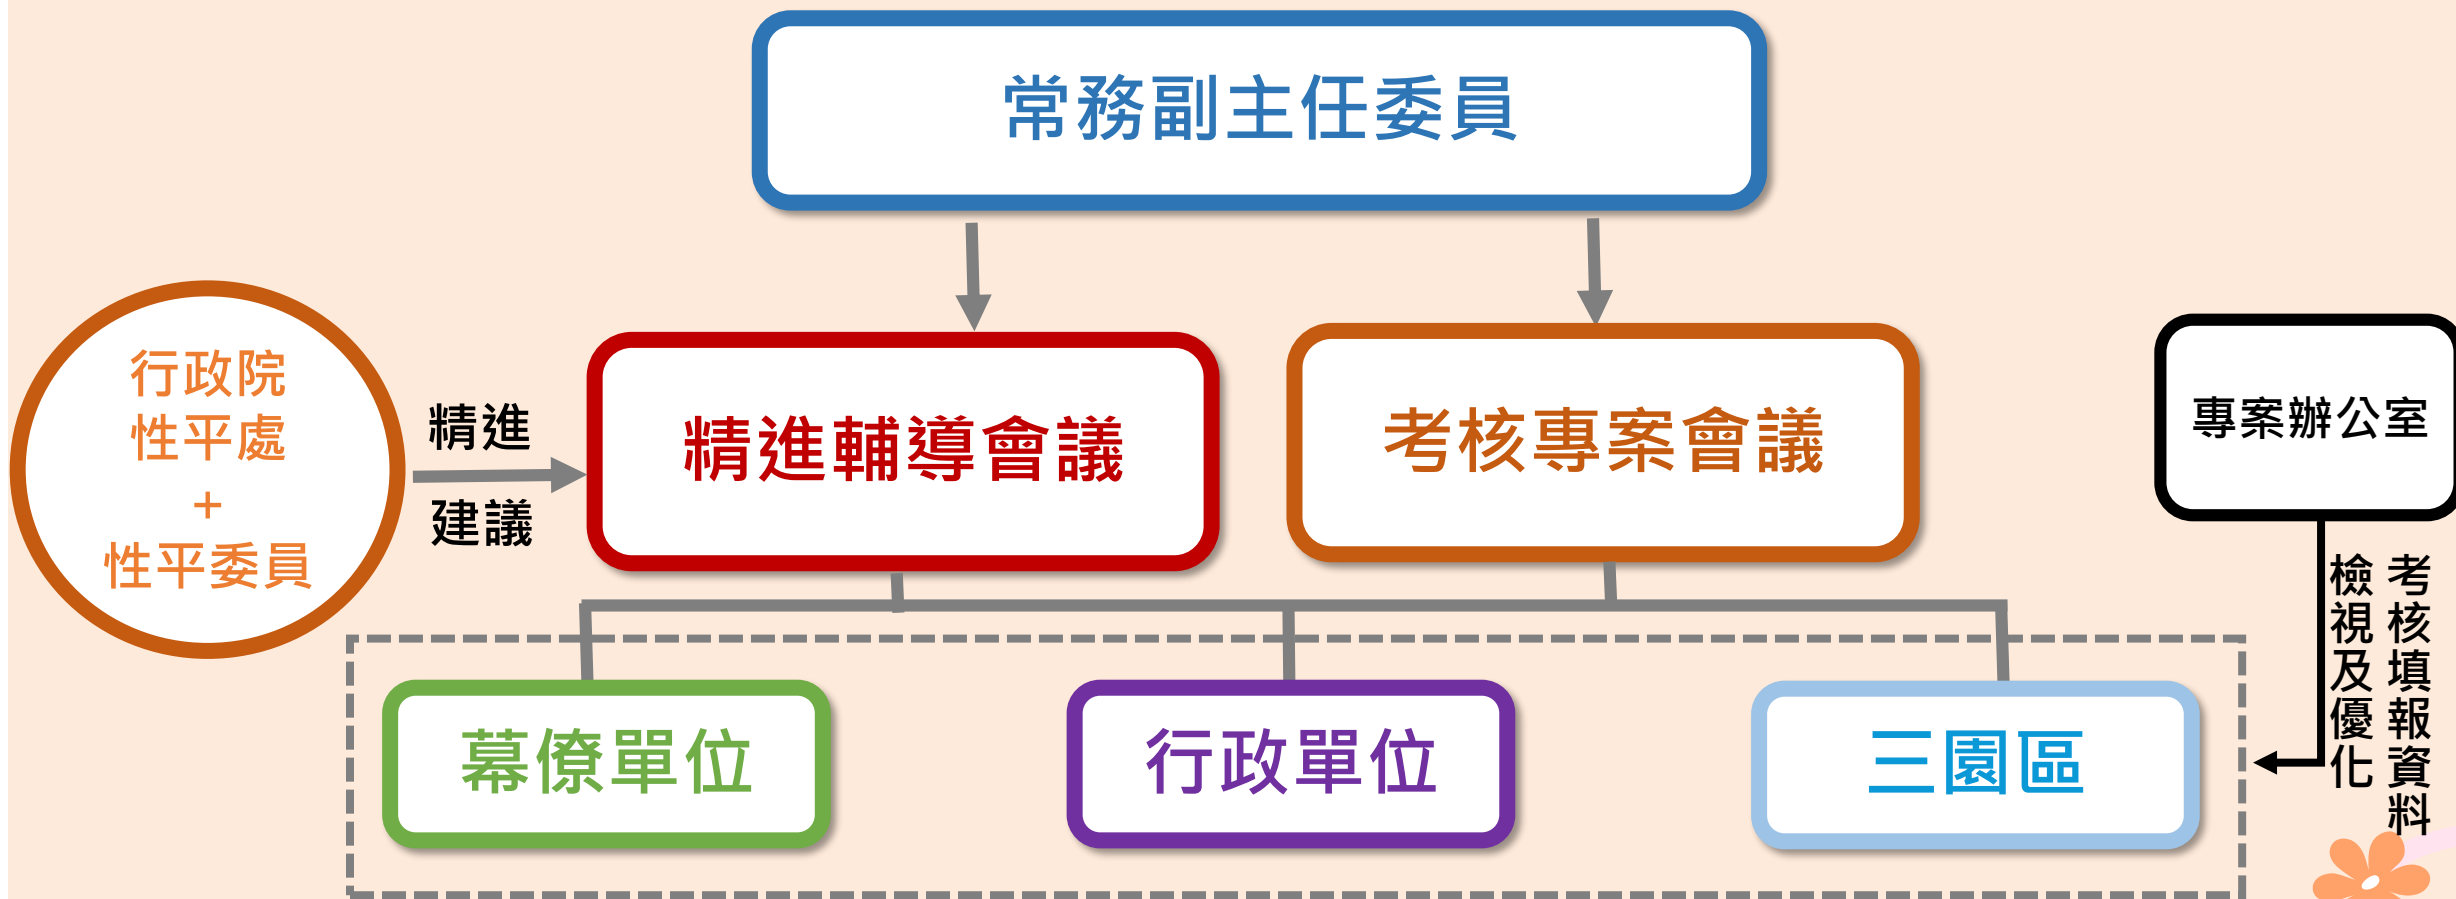 常務副主任委員
行政院
性平處
+
性平委員
精進
建議
精進輔導會議
考核專案會議
專案辦公室
考核填報資料
檢視及優化
幕僚單位
行政單位
三園區